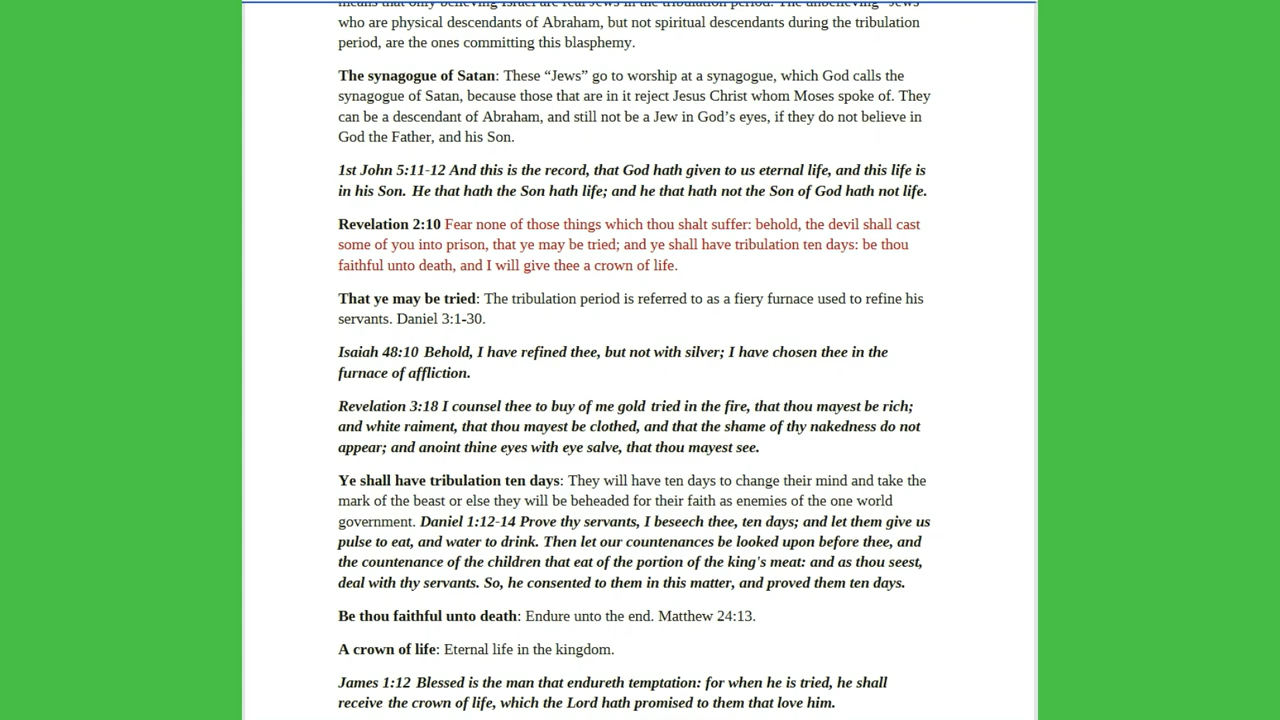 who are physical descendants of Abraham, but not spiritual descendants during the tribulation
period, are the ones committing this blasphemy.
The synagogue of Satan: These “Jews” go to worship at a synagogue, which God calls the
synagogue of Satan, because those that are in it reject Jesus Christ whom Moses spoke of. They
can be a descendant of Abraham, and still not be a Jew in God’s eyes, if they do not believe in
God the Father, and his Son.
1st John 5:11-12 And this is the record, that God hath given to us eternal life, and this life is
in his Son. He that hath the Son hath life; and he that hath not the Son of God hath not life.
Revelation 2:10 Fear none of those things which thou shalt suffer: behold, the devil shall cast
some of you into prison, that ye may be tried; and ye shall have tribulation ten days: be thou
faithful unto death, and I will give thee a crown of life.
That ye may be tried: The tribulation period is referred to as a fiery furnace used to refine his
servants. Daniel 3:1-30.
Isaiah 48:10 Behold, I have refined thee, but not with silver; I have chosen thee in the
furnace of affliction.
Revelation 3:18 I counsel thee to buy of me gold tried in the fire, that thou mayest be rich;
and white raiment, that thou mayest be clothed, and that the shame of thy nakedness do not
appear; and anoint thine eyes with eye salve, that thou mayest see.
Ye shall have tribulation ten days: They will have ten days to change their mind and take the
mark of the beast or else they will be beheaded for their faith as enemies of the one world
government. Daniel 1:12-14 Prove thy servants, I beseech thee, ten days; and let them give us
pulse to eat, and water to drink. Then let our countenances be looked upon before thee, and
the countenance of the children that eat of the portion of the king's meat: and as thou seest,
deal with thy servants. So, he consented to them in this matter, and proved them ten days.
Be thou faithful unto death: Endure unto the end. Matthew 24:13.
A crown of life: Eternal life in the kingdom.
James 1:12 Blessed is the man that endureth temptation: for when he is tried, he shall
receive the crown of life, which the Lord hath promised to them that love him.